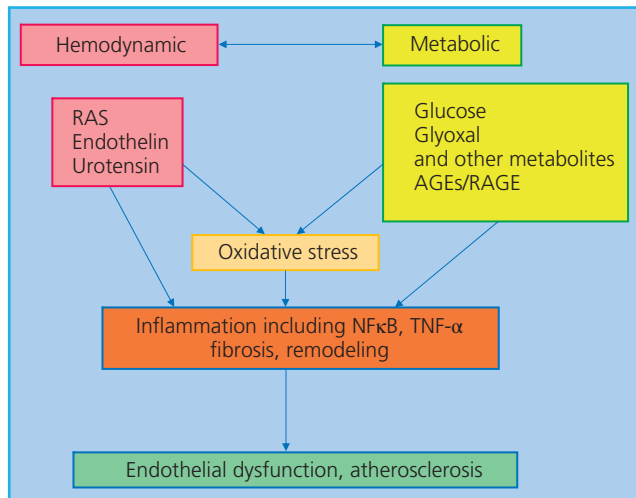 Hemodynamic
Metabolic
RAS
Endothelin
Urotensin
Glucose
Glyoxal
and other metabolites
AGEs/RAGE
Oxidative stress
Inflammation including NFκB, TNF-α
fibrosis, remodeling
Endothelial dysfunction, atherosclerosis